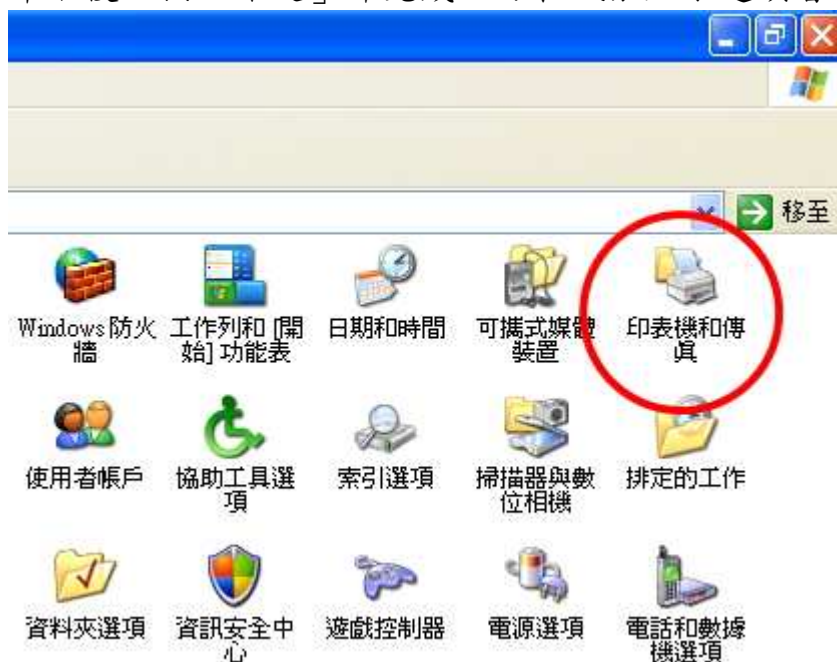 移至
Windows 防火 工作列和 [開 日期和時間 可攜式媒體 印表機和傳
牆 始] 功能表 裝置 真
使用者帳戶 協助工具選 索引選項 掃描器與數 排定的工作
項 位相機
資料夾選項 資訊安全中 遊戲控制器 電源選項 電話和數據
心 機選項